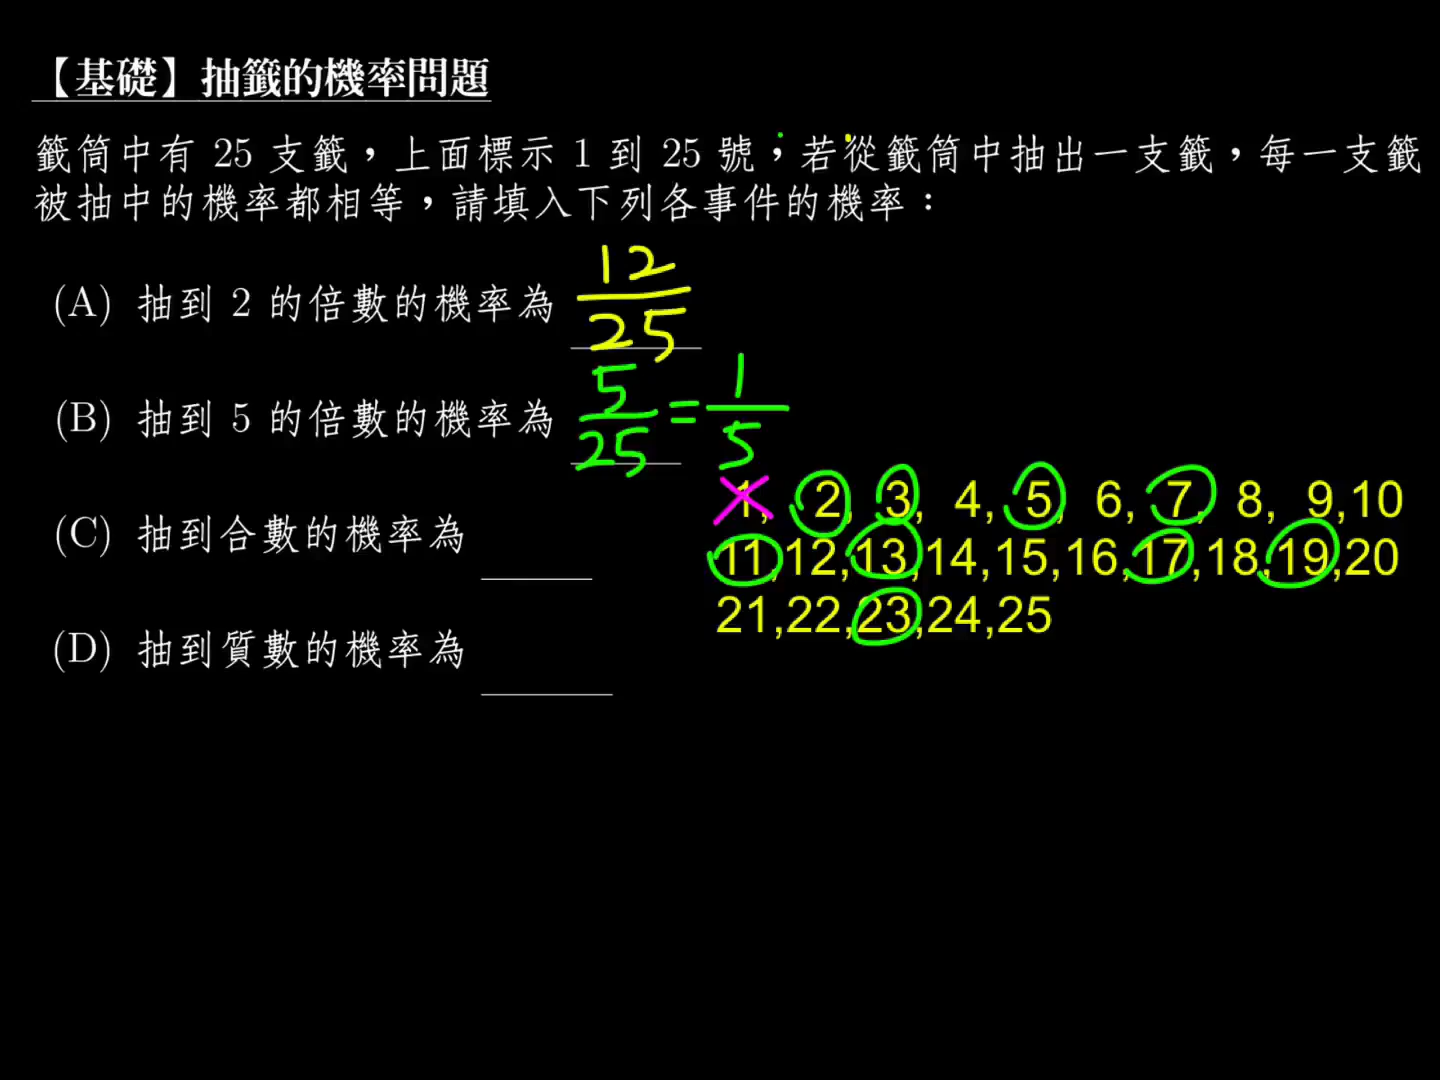 【基礎】抽籤的機率問題
籤筒中有 25 支籤，上面標示 1 到 25 號；若從籤筒中抽出一支籤，每一支籤
被抽中的機率都相等，請填入下列各事件的機率：
(A) 抽到 2 的倍數的機率為 12/25
(B) 抽到 5 的倍數的機率為 5/25 = 1/5
1, 2, 3, 4, 5, 6, 7, 8, 9,10
(C) 抽到合數的機率為
11,12,13,14,15,16,17,18,19,20
21,22,23,24,25
(D) 抽到質數的機率為